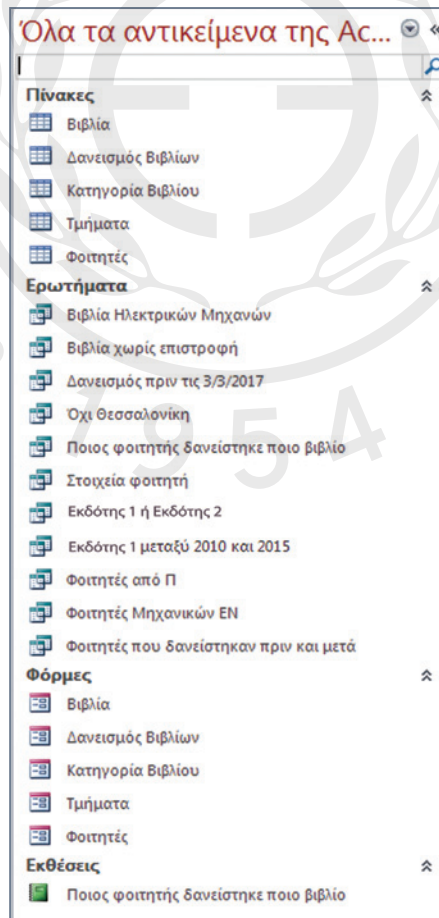 Όλα τα αντικείμενα της Ac...
Πίνακες
Βιβλία
Δανεισμός Βιβλίων
Κατηγορία Βιβλίου
Τμήματα
Φοιτητές
Ερωτήματα
Βιβλία Ηλεκτρικών Μηχανών
Βιβλία χωρίς επιστροφή
Δανεισμός πριν τις 3/3/2017
Όχι Θεσσαλονίκη
Ποιος φοιτητής δανείστηκε ποιο βιβλίο
Στοιχεία φοιτητή
Εκδότης 1 ή Εκδότης 2
Εκδότης 1 μεταξύ 2010 και 2015
Φοιτητές από Π
Φοιτητές Μηχανικών ΕΝ
Φοιτητές που δανείστηκαν πριν και μετά
Φόρμες
Βιβλία
Δανεισμός Βιβλίων
Κατηγορία Βιβλίου
Τμήματα
Φοιτητές
Εκθέσεις
Ποιος φοιτητής δανείστηκε ποιο βιβλίο
1954